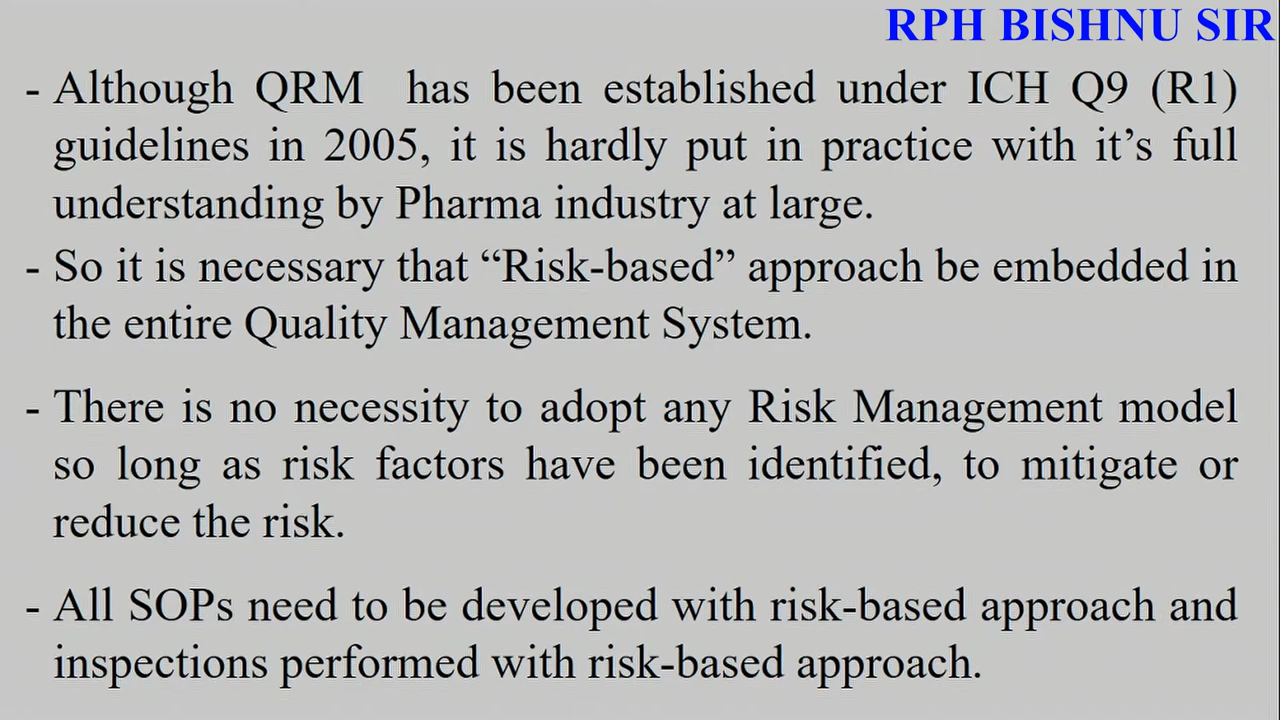 RPH BISHNU SIR
- Although QRM has been established under ICH Q9 (R1)
guidelines in 2005, it is hardly put in practice with it’s full
understanding by Pharma industry at large.
- So it is necessary that “Risk-based” approach be embedded in
the entire Quality Management System.
- There is no necessity to adopt any Risk Management model
so long as risk factors have been identified, to mitigate or
reduce the risk.
- All SOPs need to be developed with risk-based approach and
inspections performed with risk-based approach.